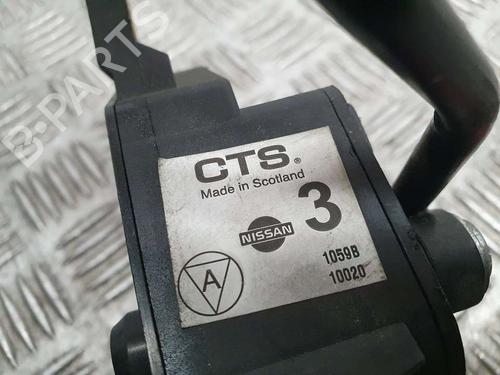 CTS®
Made in Scotland
NISSAN
3
A
1059B
10020
B-PARTS